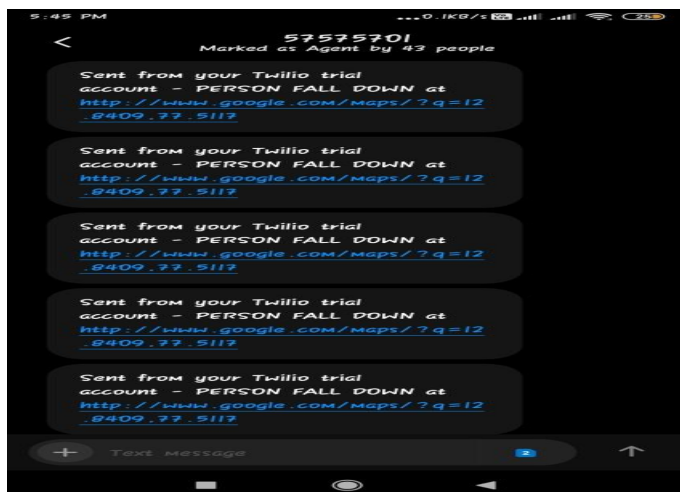 5:45 PM ...0.1KB/s 25
57575701
Marked as Agent by 43 people
Sent from your Twilio trial
account - PERSON FALL DOWN at
http://www.google.com/maps/?q=12
.8409,77.5117
Sent from your Twilio trial
account - PERSON FALL DOWN at
http://www.google.com/maps/?q=12
.8409,77.5117
Sent from your Twilio trial
account - PERSON FALL DOWN at
http://www.google.com/maps/?q=12
.8409,77.5117
Sent from your Twilio trial
account - PERSON FALL DOWN at
http://www.google.com/maps/?q=12
.8409,77.5117
Sent from your Twilio trial
account - PERSON FALL DOWN at
http://www.google.com/maps/?q=12
.8409,77.5117
Text message 2